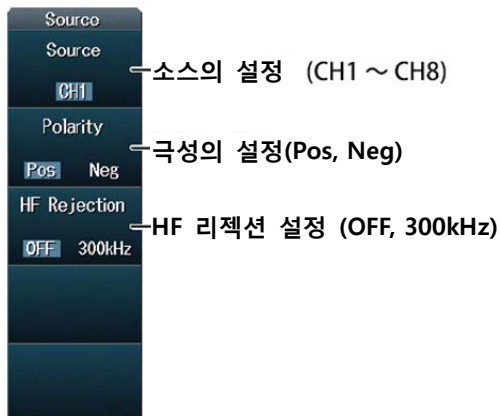 Source
Source
CH1
소스의 설정 (CH1 ～ CH8)
Polarity
Pos Neg
극성의 설정(Pos, Neg)
HF Rejection
OFF 300kHz
HF 리젝션 설정 (OFF, 300kHz)